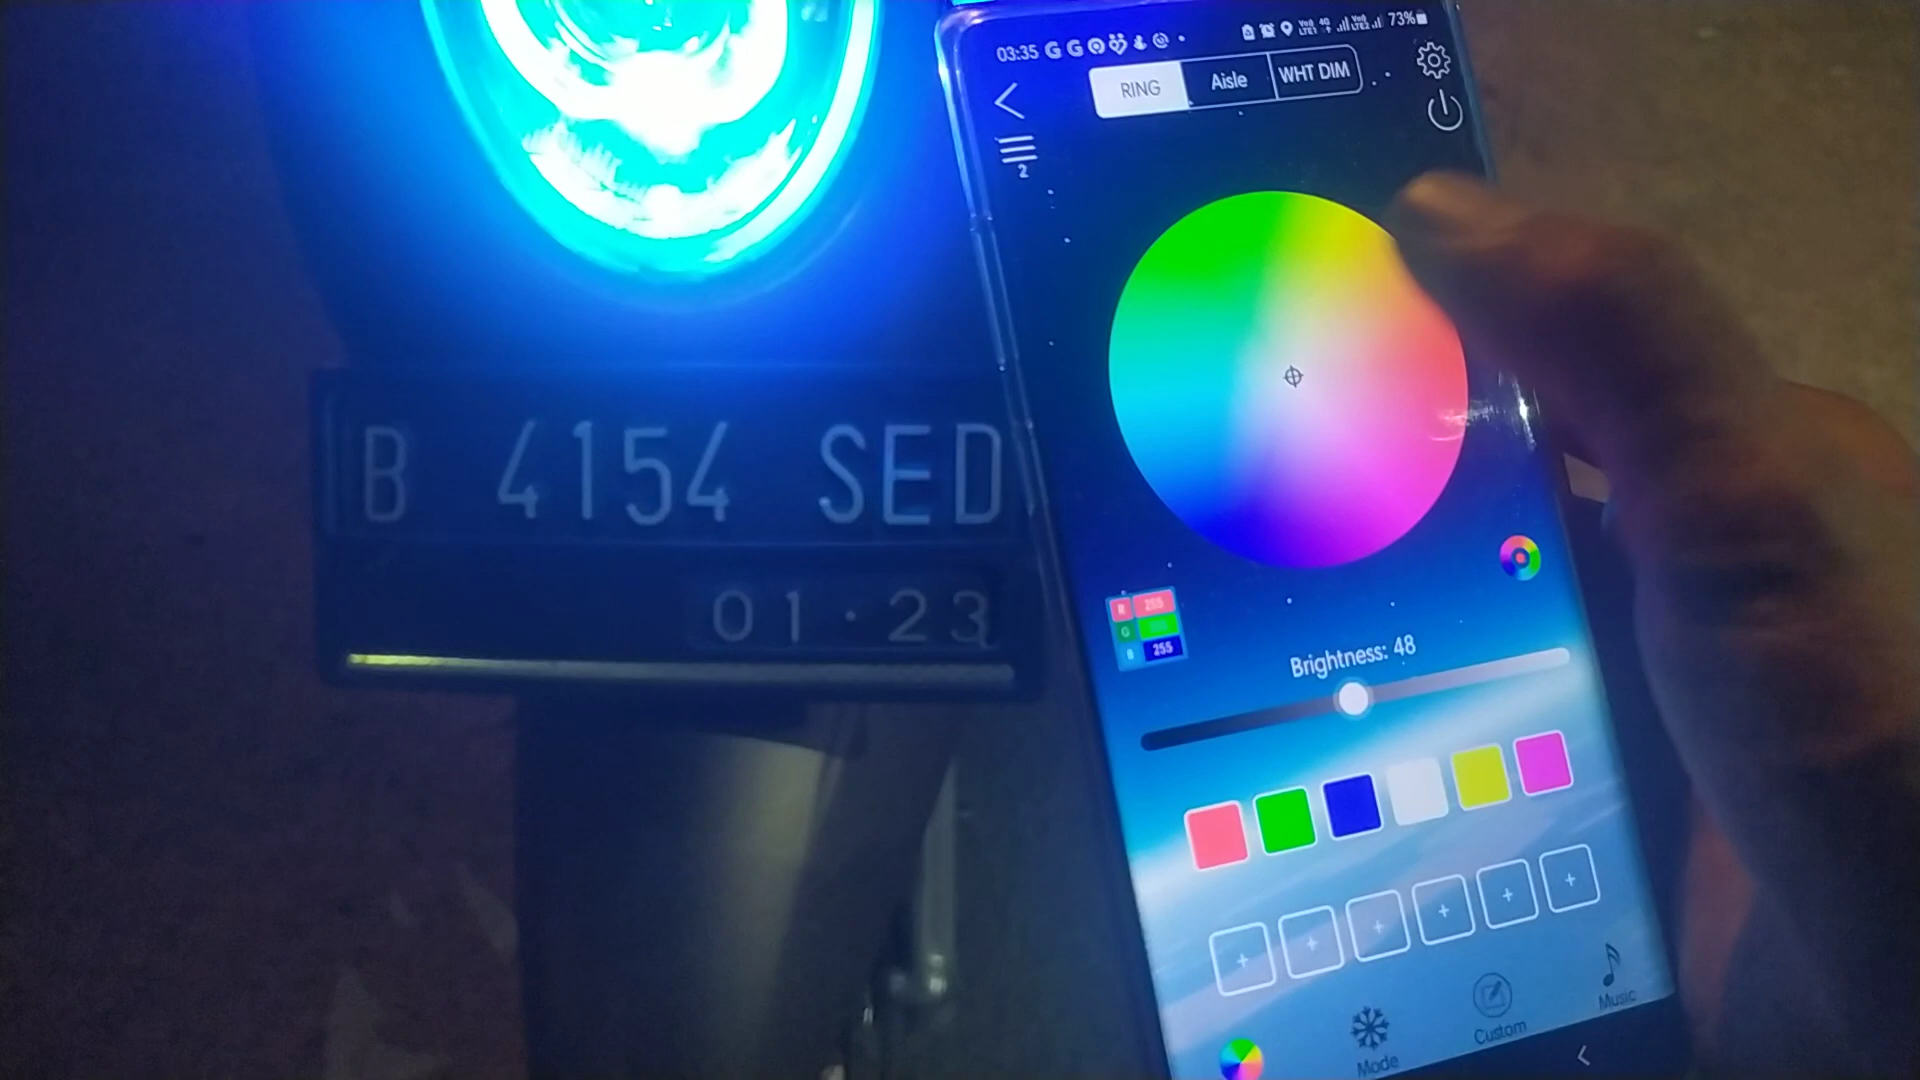 B 4154 SED
01·23
03:35
73%
RING Aisle WHT DIM
2
R 255
G
B 255
Brightness: 48
Mode
Custom
Music